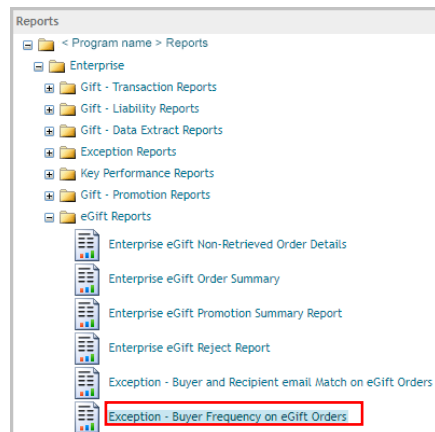 Reports
< Program name > Reports
Enterprise
Gift - Transaction Reports
Gift - Liability Reports
Gift - Data Extract Reports
Exception Reports
Key Performance Reports
Gift - Promotion Reports
eGift Reports
Enterprise eGift Non-Retrieved Order Details
Enterprise eGift Order Summary
Enterprise eGift Promotion Summary Report
Enterprise eGift Reject Report
Exception - Buyer and Recipient email Match on eGift Orders
Exception - Buyer Frequency on eGift Orders